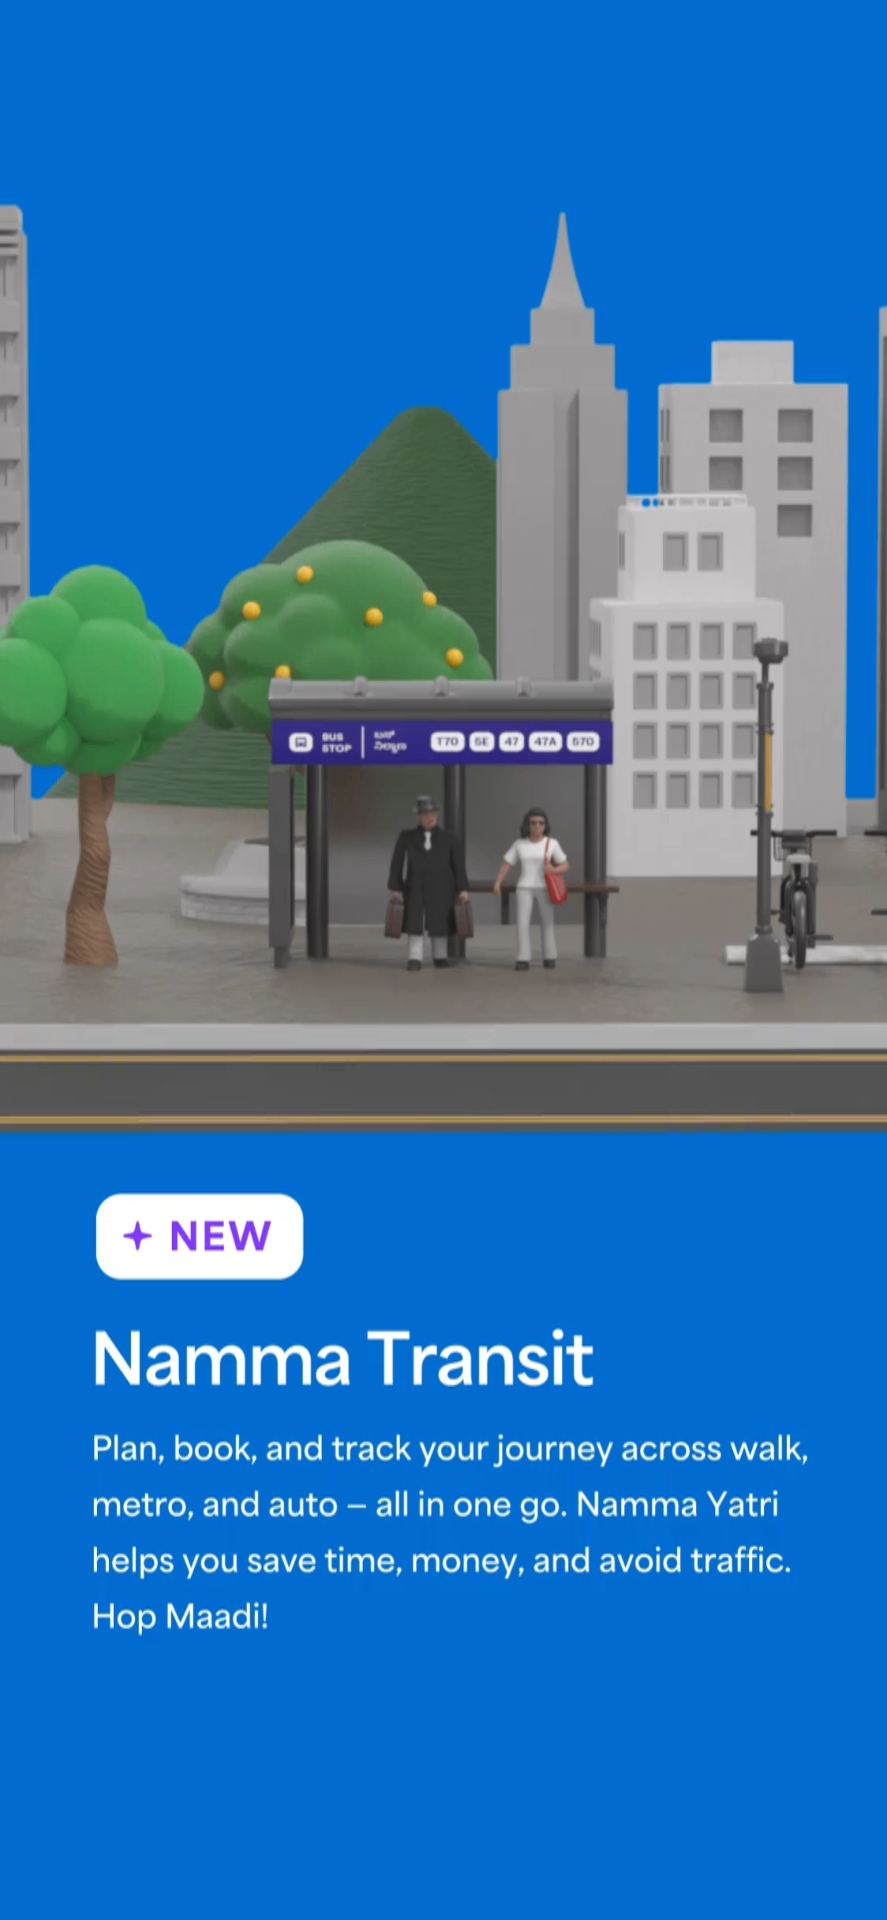 BUS
STOP
ಬಸ್
ನಿಲ್ದಾಣ
T70 5E 47 47A 570
NEW
Namma Transit
Plan, book, and track your journey across walk,
metro, and auto – all in one go. Namma Yatri
helps you save time, money, and avoid traffic.
Hop Maadi!